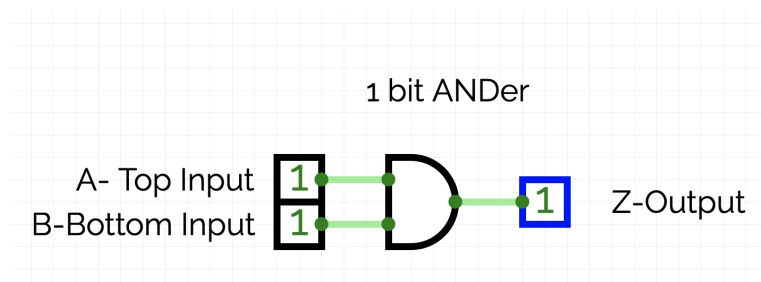 1 bit ANDer
A- Top Input 1
B-Bottom Input 1
1 Z-Output